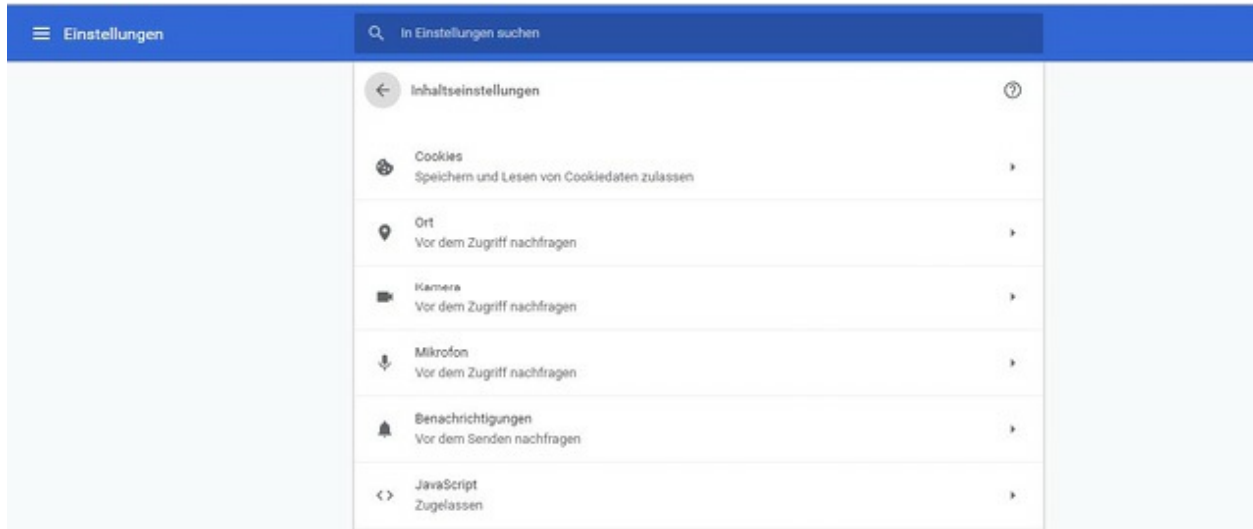 Einstellungen
In Einstellungen suchen
Inhaltseinstellungen
Cookies
Speichern und Lesen von Cookiedaten zulassen
Ort
Vor dem Zugriff nachfragen
Kamera
Vor dem Zugriff nachfragen
Mikrofon
Vor dem Zugriff nachfragen
Benachrichtigungen
Vor dem Senden nachfragen
JavaScript
Zugelassen